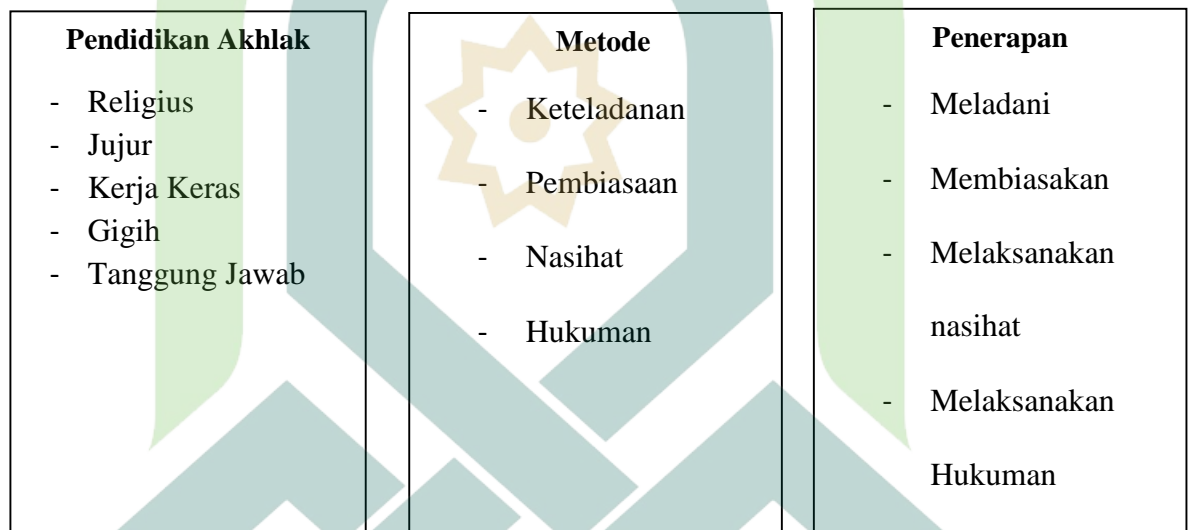 Pendidikan Akhlak
- Religius
- Jujur
- Kerja Keras
- Gigih
- Tanggung Jawab
Metode
- Keteladanan
- Pembiasaan
- Nasihat
- Hukuman
Penerapan
- Meladani
- Membiasakan
- Melaksanakan
nasihat
- Melaksanakan
Hukuman